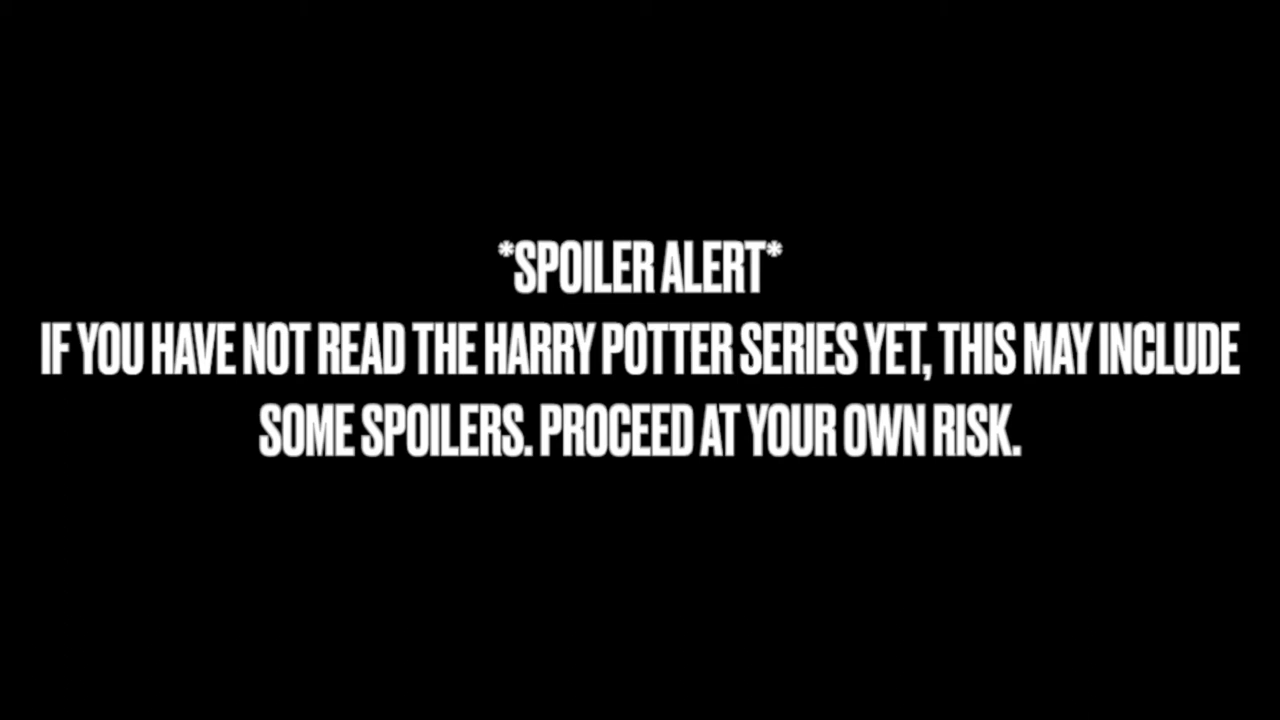 *SPOILER ALERT*
IF YOU HAVE NOT READ THE HARRY POTTER SERIES YET, THIS MAY INCLUDE
SOME SPOILERS. PROCEED AT YOUR OWN RISK.